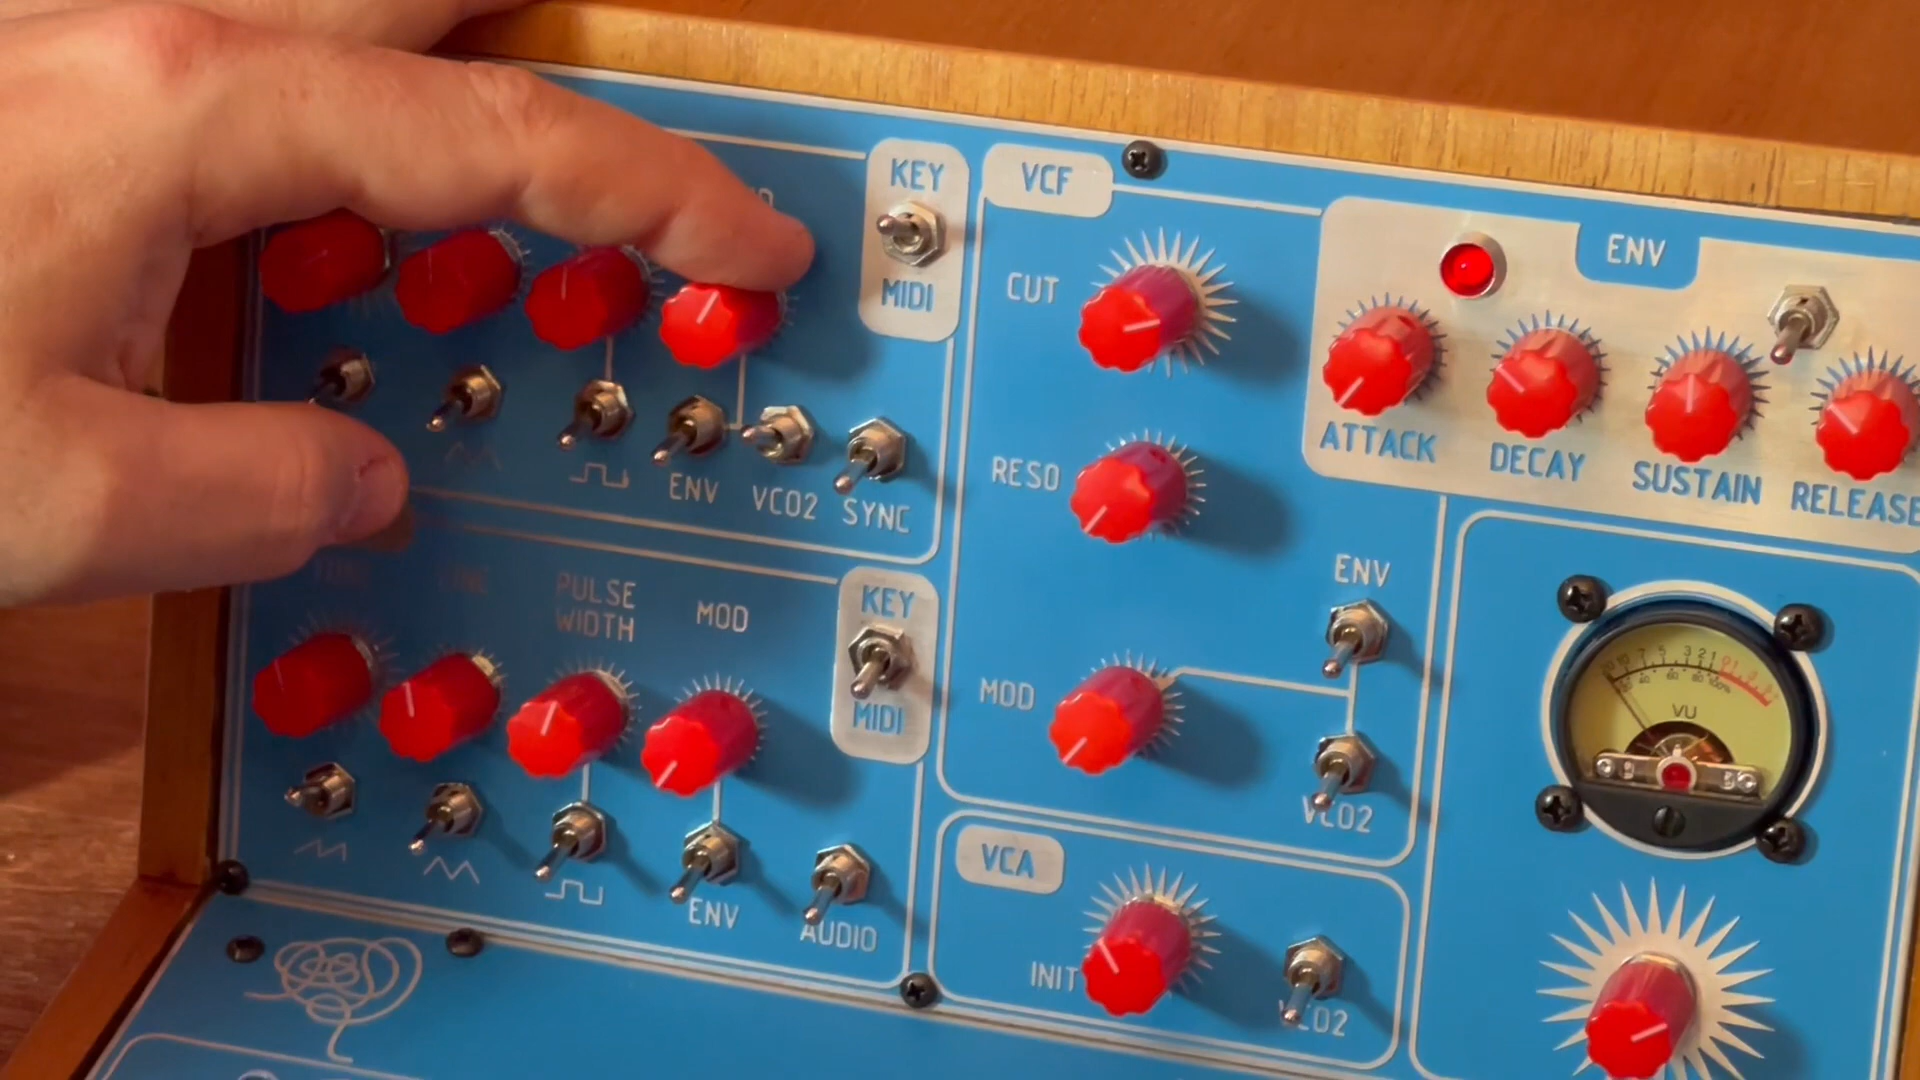 KEY
MIDI
VCF
ENV
CUT
ATTACK
DECAY
SUSTAIN
RELEASE
RESO
ENV
VCO2
SYNC
PULSE
WIDTH
MOD
KEY
MIDI
ENV
MOD
VCO2
VU
VCA
ENV
AUDIO
INIT
VCO2